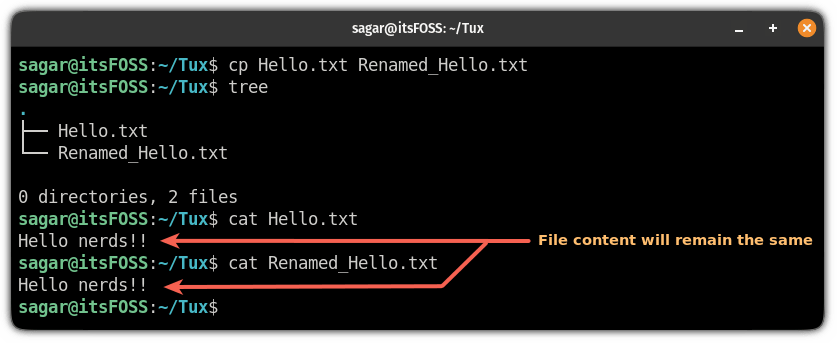 sagar@itsFOSS: ~/Tux
sagar@itsFOSS:~/Tux$ cp Hello.txt Renamed_Hello.txt
sagar@itsFOSS:~/Tux$ tree
.
├── Hello.txt
└── Renamed_Hello.txt
0 directories, 2 files
sagar@itsFOSS:~/Tux$ cat Hello.txt
Hello nerds!!
File content will remain the same
sagar@itsFOSS:~/Tux$ cat Renamed_Hello.txt
Hello nerds!!
sagar@itsFOSS:~/Tux$